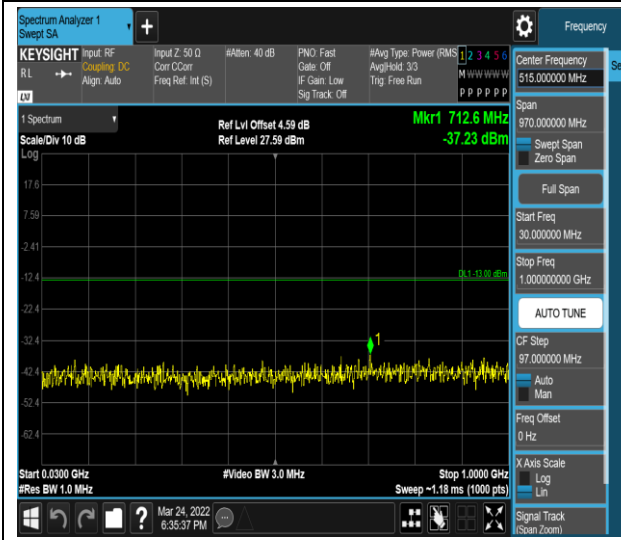 Spectrum Analyzer 1
Swept SA
+
Frequency
KEYSIGHT
RL
LXI
Input: RF
Coupling: DC
Align: Auto
Input Z: 50 Ω
Corr CCorr
Freq Ref: Int (S)
#Atten: 40 dB
PNO: Fast
Gate: Off
IF Gain: Low
Sig Track: Off
#Avg Type: Power (RMS
Avg|Hold: 3/3
Trig: Free Run
1 2 3 4 5 6
M W W W W W
P P P P P P
1 Spectrum
Scale/Div 10 dB
Log
Ref Lvl Offset 4.59 dB
Ref Level 27.59 dBm
Mkr1 712.6 MHz
-37.23 dBm
17.6
7.59
-2.41
-12.4
DL1 -13.00 dBm
-22.4
-32.4
1
-42.4
-52.4
-62.4
Start 0.0300 GHz
#Res BW 1.0 MHz
#Video BW 3.0 MHz
Stop 1.0000 GHz
Sweep ~1.18 ms (1000 pts)
Mar 24, 2022
6:35:37 PM
?
Center Frequency
515.000000 MHz
Span
970.000000 MHz
Swept Span
Zero Span
Full Span
Start Freq
30.000000 MHz
Stop Freq
1.000000000 GHz
AUTO TUNE
CF Step
97.000000 MHz
Auto
Man
Freq Offset
0 Hz
X Axis Scale
Log
Lin
Signal Track
(Span Zoom)
Se